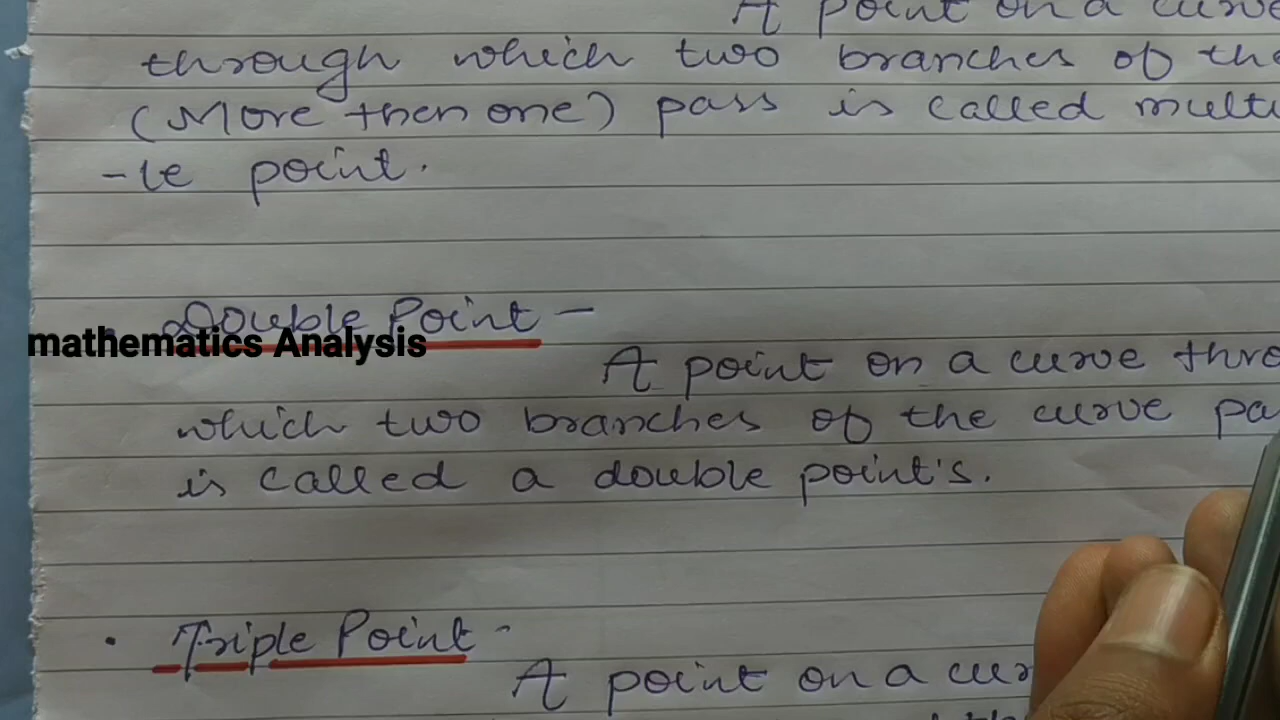 A point on a curve
through which two branches of the
(More then one) pass is called multi
-le point.
Double Point -
mathematics Analysis
A point on a curve thro
which two branches of the curve pa
is called a double point's.
• Triple Point -
A point on a cur